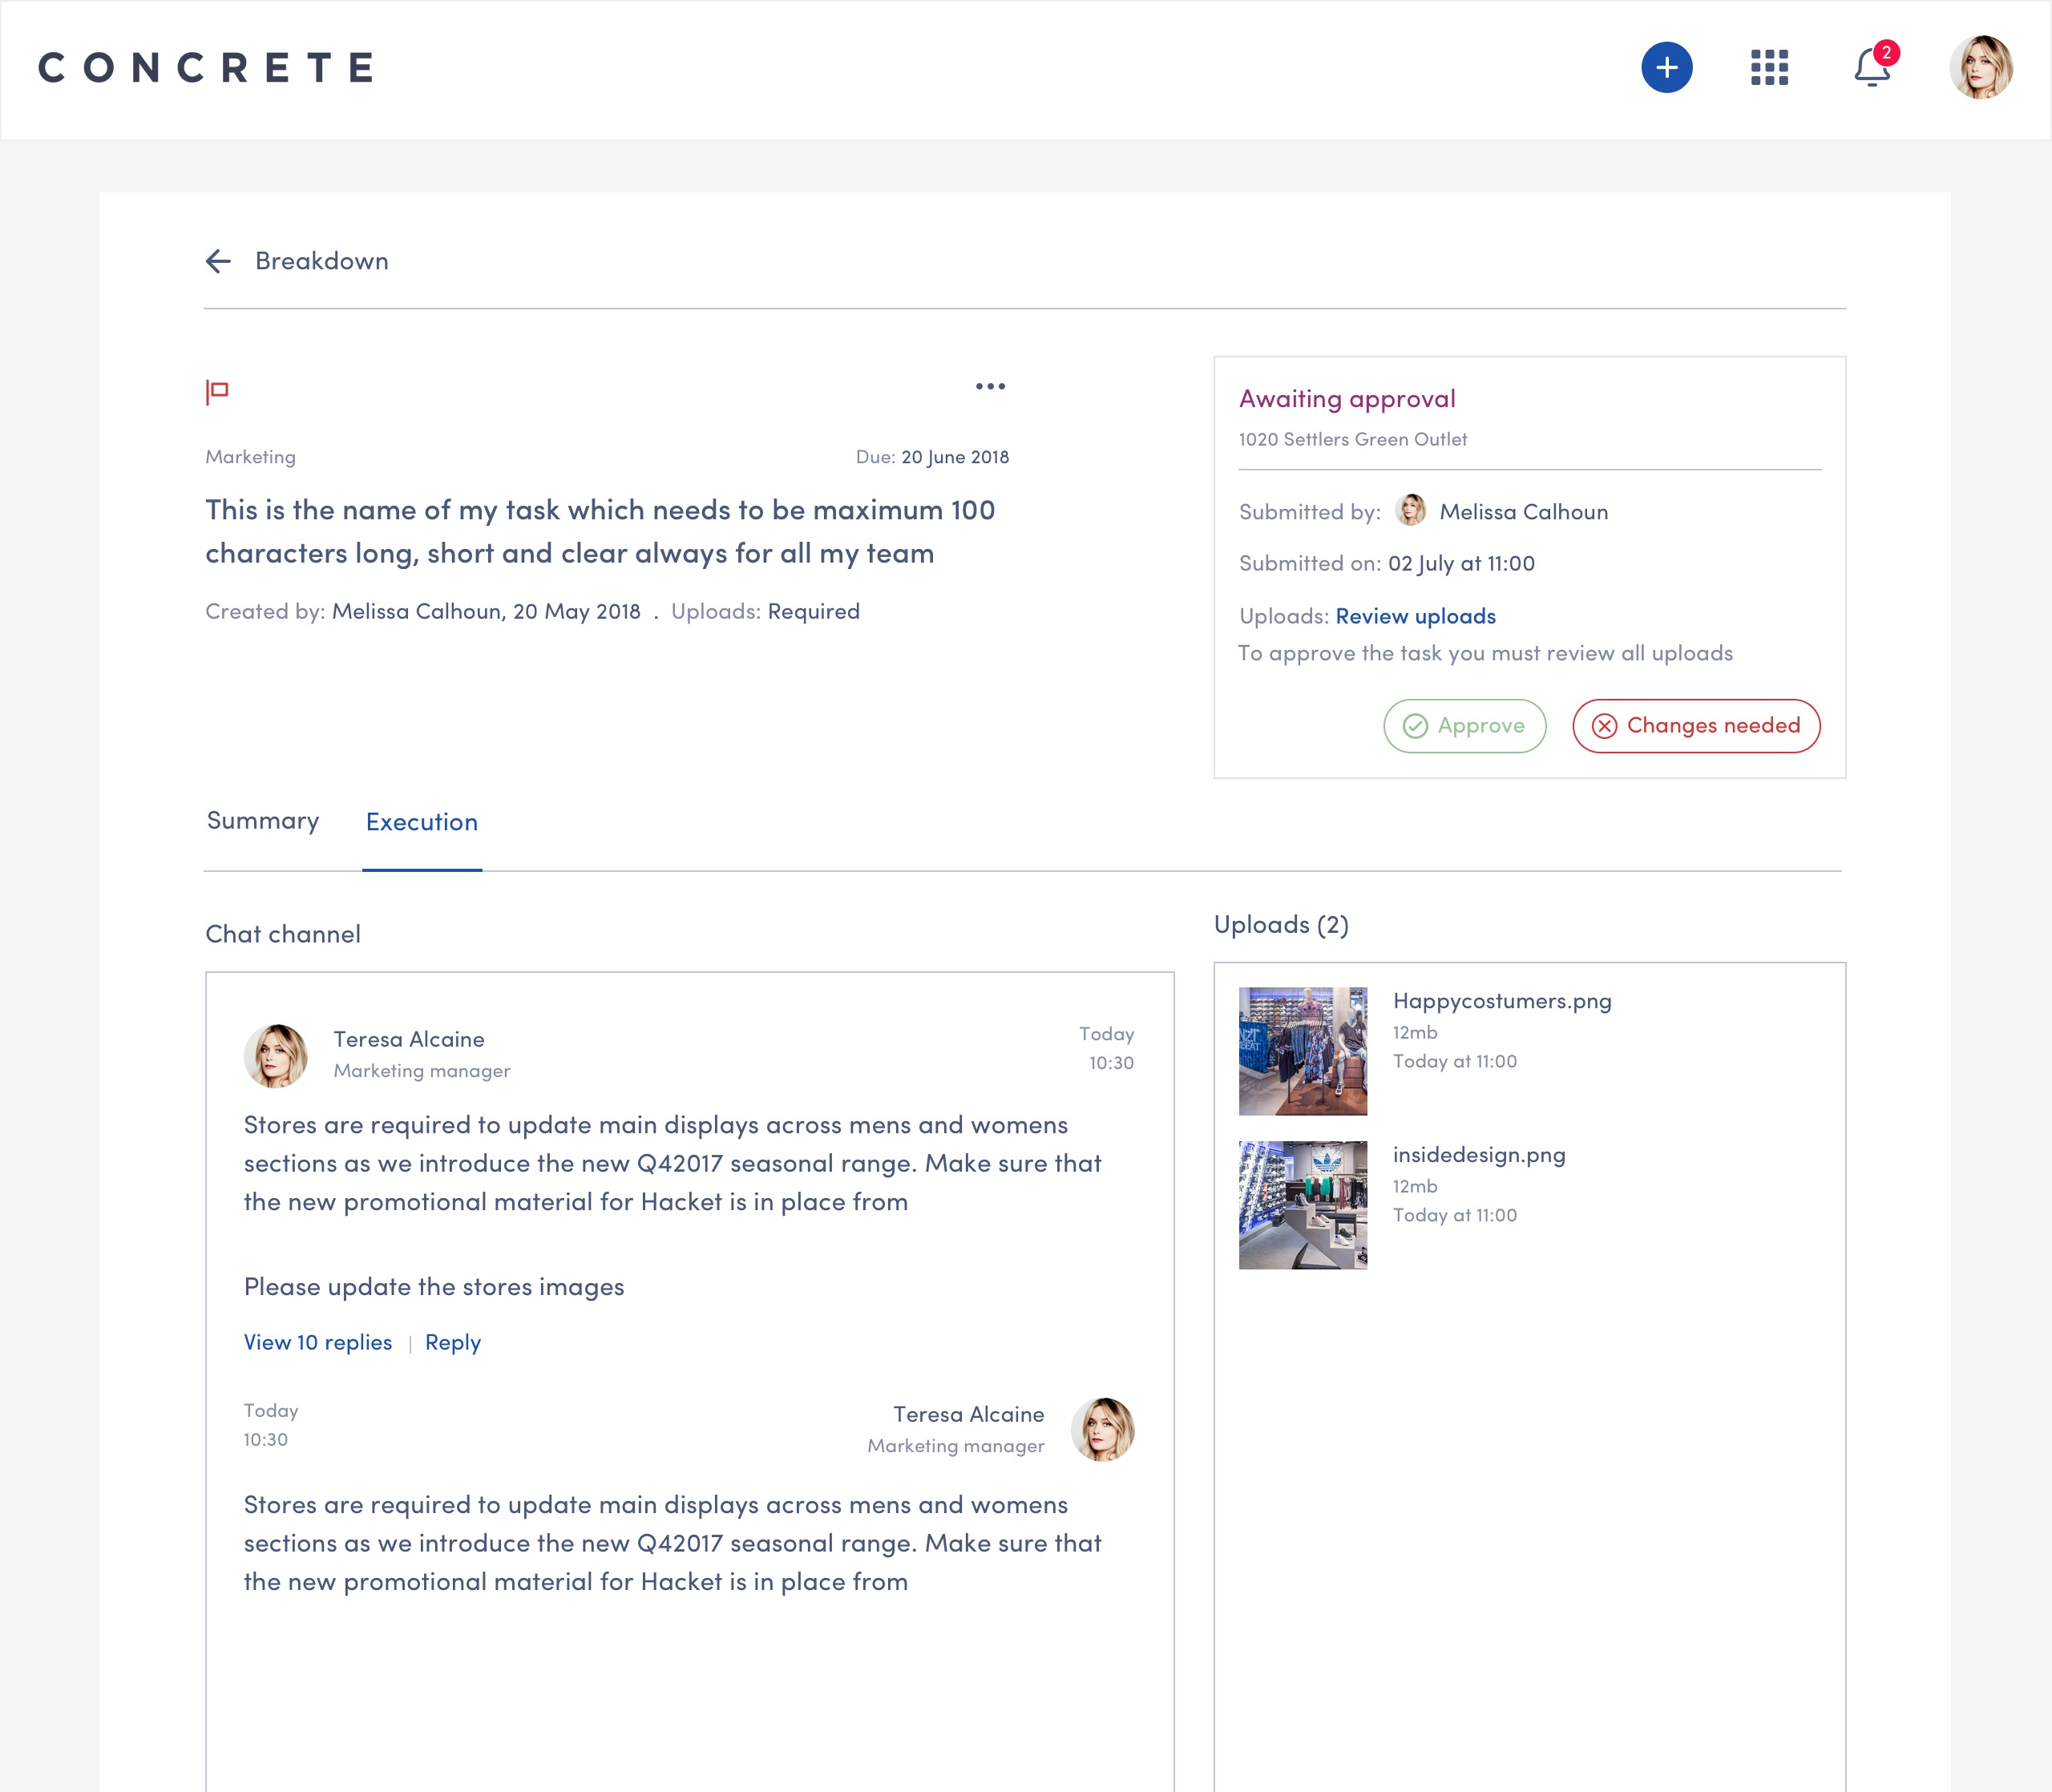 CONCRETE
2
Breakdown
Marketing
Due: 20 June 2018
This is the name of my task which needs to be maximum 100
characters long, short and clear always for all my team
Created by: Melissa Calhoun, 20 May 2018 . Uploads: Required
Awaiting approval
1020 Settlers Green Outlet
Submitted by: Melissa Calhoun
Submitted on: 02 July at 11:00
Uploads: Review uploads
To approve the task you must review all uploads
Approve
Changes needed
Summary
Execution
Chat channel
Teresa Alcaine
Marketing manager
Today
10:30
Stores are required to update main displays across mens and womens
sections as we introduce the new Q42017 seasonal range. Make sure that
the new promotional material for Hacket is in place from
Please update the stores images
View 10 replies | Reply
Today
10:30
Teresa Alcaine
Marketing manager
Stores are required to update main displays across mens and womens
sections as we introduce the new Q42017 seasonal range. Make sure that
the new promotional material for Hacket is in place from
Uploads (2)
Happycostumers.png
12mb
Today at 11:00
insidedesign.png
12mb
Today at 11:00